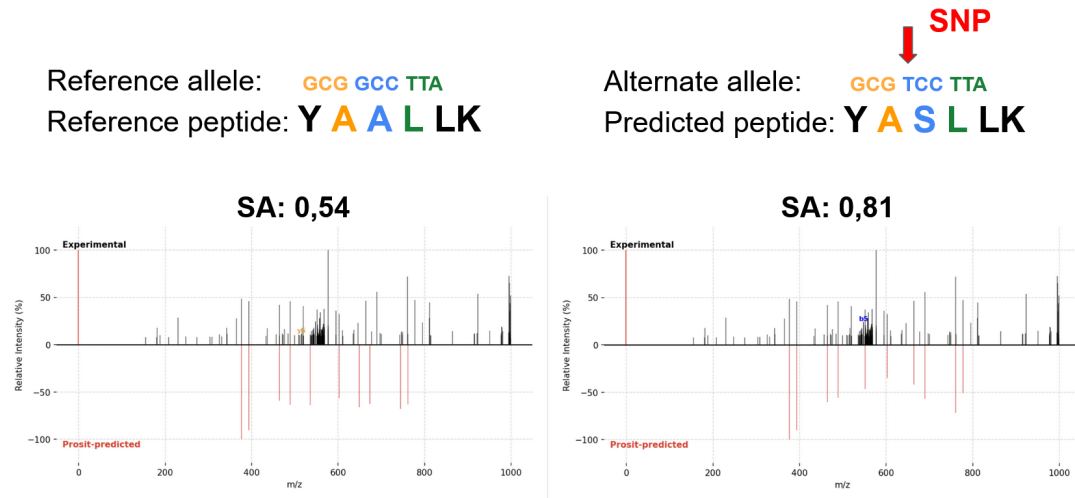 SNP
Reference allele: GCG GCC TTA
Reference peptide: Y A A L LK
Alternate allele: GCG TCC TTA
Predicted peptide: Y A S L LK
SA: 0,54
Experimental
100
50
0
−50
−100
Relative Intensity (%)
y5
Prosit-predicted
0 200 400 600 800 1000
m/z
SA: 0,81
Experimental
100
50
0
−50
−100
Relative Intensity (%)
b5
Prosit-predicted
0 200 400 600 800 1000
m/z